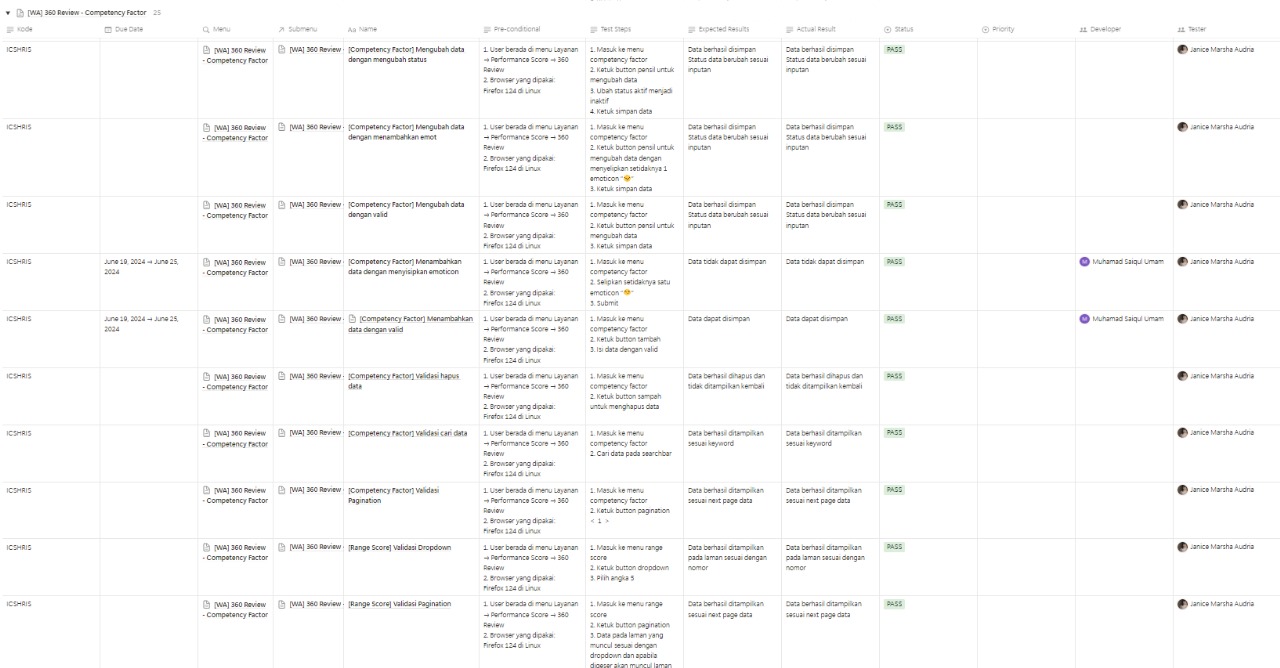 [WA] 360 Review - Competency Factor 25
Kode Due Date Menu Submenu Aa Name Pre-conditional Test Steps Expected Results Actual Result Status Priority Developer Tester
ICSHRIS
[WA] 360 Review
- Competency Factor
[WA] 360 Review -
[Competency Factor] Mengubah data
dengan mengubah status
1. User berada di menu Layanan
→ Performance Score → 360
Review
2. Browser yang dipakai:
Firefox 124 di Linux
1. Masuk ke menu
competency factor
2. Ketuk button pensil untuk
mengubah data
3. Ubah status aktif menjadi
inaktif
4. Ketuk simpan data
Data berhasil disimpan
Status data berubah sesuai
inputan
Data berhasil disimpan
Status data berubah sesuai
inputan
PASS
Janice Marsha Audria
ICSHRIS
[WA] 360 Review
- Competency Factor
[WA] 360 Review -
[Competency Factor] Mengubah data
dengan menambahkan emot
1. User berada di menu Layanan
→ Performance Score → 360
Review
2. Browser yang dipakai:
Firefox 124 di Linux
1. Masuk ke menu
competency factor
2. Ketuk button pensil untuk
mengubah data dengan
menyelipkan setidaknya 1
emoticon "😕"
3. Ketuk simpan data
Data berhasil disimpan
Status data berubah sesuai
inputan
Data berhasil disimpan
Status data berubah sesuai
inputan
PASS
Janice Marsha Audria
ICSHRIS
[WA] 360 Review
- Competency Factor
[WA] 360 Review -
[Competency Factor] Mengubah data
dengan valid
1. User berada di menu Layanan
→ Performance Score → 360
Review
2. Browser yang dipakai:
Firefox 124 di Linux
1. Masuk ke menu
competency factor
2. Ketuk button pensil untuk
mengubah data
3. Ketuk simpan data
Data berhasil disimpan
Status data berubah sesuai
inputan
Data berhasil disimpan
Status data berubah sesuai
inputan
PASS
Janice Marsha Audria
ICSHRIS
June 19, 2024 → June 25,
2024
[WA] 360 Review
- Competency Factor
[WA] 360 Review -
[Competency Factor] Menambahkan
data dengan menyisipkan emoticon
1. User berada di menu Layanan
→ Performance Score → 360
Review
2. Browser yang dipakai:
Firefox 124 di Linux
1. Masuk ke menu
competency factor
2. Selipkan setidaknya satu
emoticon "😕"
3. Submit
Data tidak dapat disimpan
Data tidak dapat disimpan
PASS
M Muhamad Saiqul Umam
Janice Marsha Audria
ICSHRIS
June 19, 2024 → June 25,
2024
[WA] 360 Review
- Competency Factor
[WA] 360 Review -
[Competency Factor] Menambahkan
data dengan valid
1. User berada di menu Layanan
→ Performance Score → 360
Review
2. Browser yang dipakai:
Firefox 124 di Linux
1. Masuk ke menu
competency factor
2. Ketuk button tambah
3. Isi data dengan valid
Data dapat disimpan
Data dapat disimpan
PASS
M Muhamad Saiqul Umam
Janice Marsha Audria
ICSHRIS
[WA] 360 Review
- Competency Factor
[WA] 360 Review -
[Competency Factor] Validasi hapus
data
1. User berada di menu Layanan
→ Performance Score → 360
Review
2. Browser yang dipakai:
Firefox 124 di Linux
1. Masuk ke menu
competency factor
2. Ketuk button sampah
untuk menghapus data
Data berhasil dihapus dan
tidak ditampilkan kembali
Data berhasil dihapus dan
tidak ditampilkan kembali
PASS
Janice Marsha Audria
ICSHRIS
[WA] 360 Review
- Competency Factor
[WA] 360 Review -
[Competency Factor] Validasi cari data
1. User berada di menu Layanan
→ Performance Score → 360
Review
2. Browser yang dipakai:
Firefox 124 di Linux
1. Masuk ke menu
competency factor
2. Cari data pada searchbar
Data berhasil ditampilkan
sesuai keyword
Data berhasil ditampilkan
sesuai keyword
PASS
Janice Marsha Audria
ICSHRIS
[WA] 360 Review
- Competency Factor
[WA] 360 Review -
[Competency Factor] Validasi
Pagination
1. User berada di menu Layanan
→ Performance Score → 360
Review
2. Browser yang dipakai:
Firefox 124 di Linux
1. Masuk ke menu
competency factor
2. Ketuk button pagination
< 1 >
Data berhasil ditampilkan
sesuai next page data
Data berhasil ditampilkan
sesuai next page data
PASS
Janice Marsha Audria
ICSHRIS
[WA] 360 Review
- Competency Factor
[WA] 360 Review -
[Range Score] Validasi Dropdown
1. User berada di menu Layanan
→ Performance Score → 360
Review
2. Browser yang dipakai:
Firefox 124 di Linux
1. Masuk ke menu range
score
2. Ketuk button dropdown
3. Pilih angka 5
Data berhasil ditampilkan
pada laman sesuai dengan
nomor
Data berhasil ditampilkan
pada laman sesuai dengan
nomor
PASS
Janice Marsha Audria
ICSHRIS
[WA] 360 Review
- Competency Factor
[WA] 360 Review -
[Range Score] Validasi Pagination
1. User berada di menu Layanan
→ Performance Score → 360
Review
2. Browser yang dipakai:
Firefox 124 di Linux
1. Masuk ke menu range
score
2. Ketuk button pagination
3. Data pada laman yang
muncul sesuai dengan
dropdown dan apabila
digeser akan muncul laman
Data berhasil ditampilkan
sesuai next page data
Data berhasil ditampilkan
sesuai next page data
PASS
Janice Marsha Audria